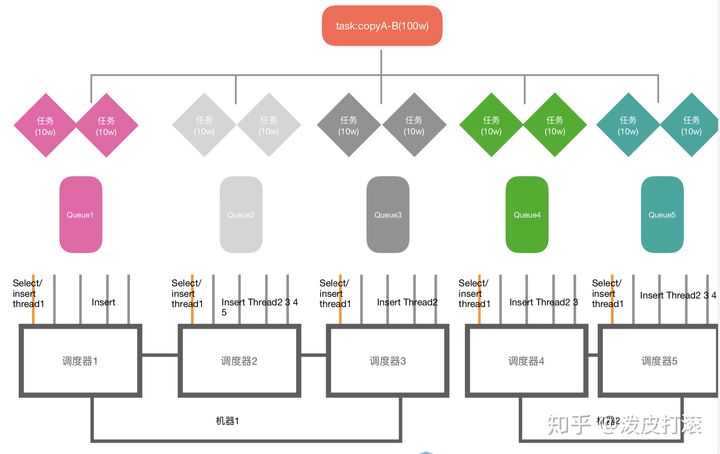 task:copyA-B(100w)
任务
(10w)
任务
(10w)
任务
(10w)
任务
(10w)
任务
(10w)
任务
(10w)
任务
(10w)
任务
(10w)
任务
(10w)
任务
(10w)
Queue1
Queue2
Queue3
Queue4
Queue5
Select/
insert
thread1
Insert
Select/
insert
thread1
Insert Thread2 3 4
5
Select/
insert
thread1
Insert Thread2
Select/
insert
thread1
Insert Thread2 3
Select/
insert
thread1
Insert Thread2 3 4
调度器1
调度器2
调度器3
调度器4
调度器5
机器1
机器2
知乎 @泼皮打滚